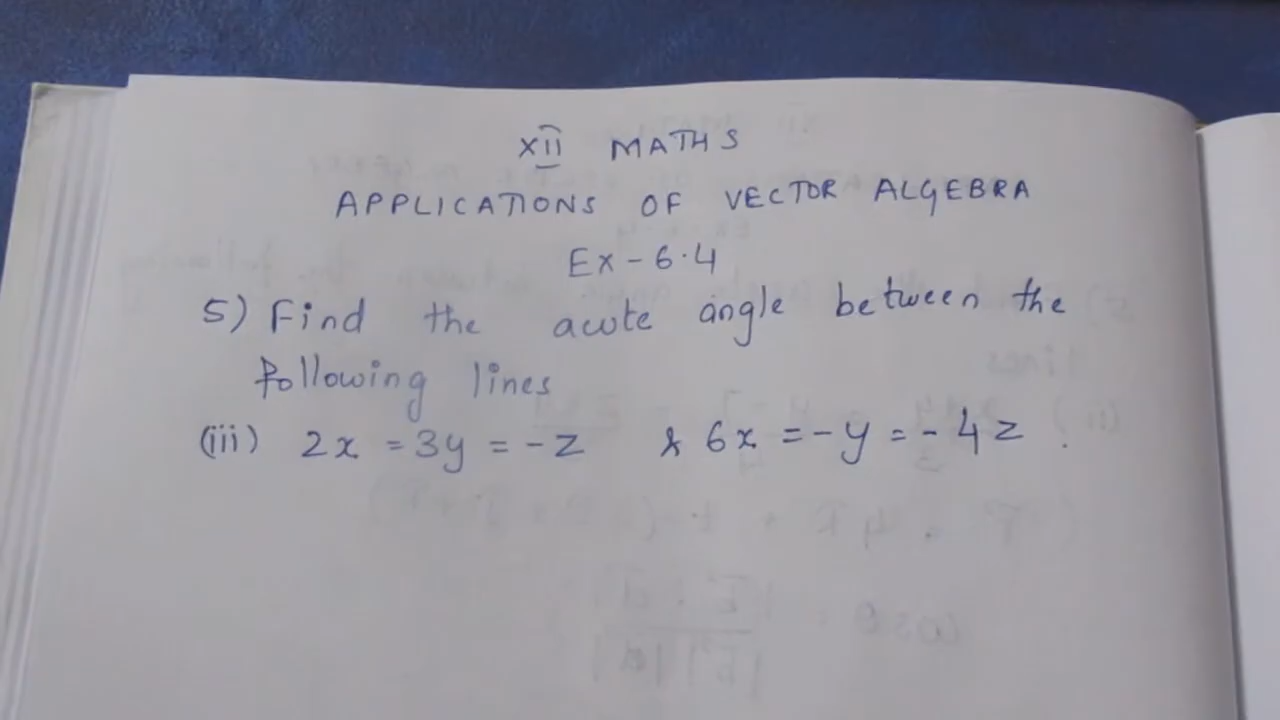 XII MATHS
APPLICATIONS OF VECTOR ALGEBRA
Ex - 6.4
5) Find the acute angle between the
following lines
(iii) 2x = 3y = -z & 6x = -y = -4z.